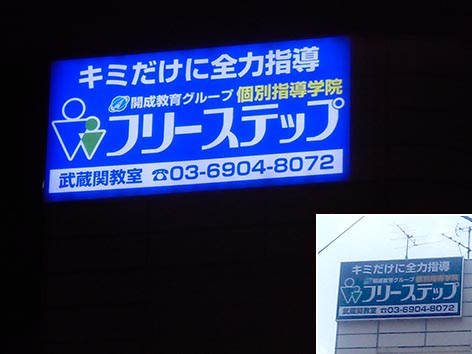 キミだけに全力指導
開成教育グループ 個別指導学院
フリーステップ
武蔵関教室 ☎03-6904-8072
キミだけに全力指導
開成教育グループ 個別指導学院
フリーステップ
武蔵関教室 ☎03-6904-8072